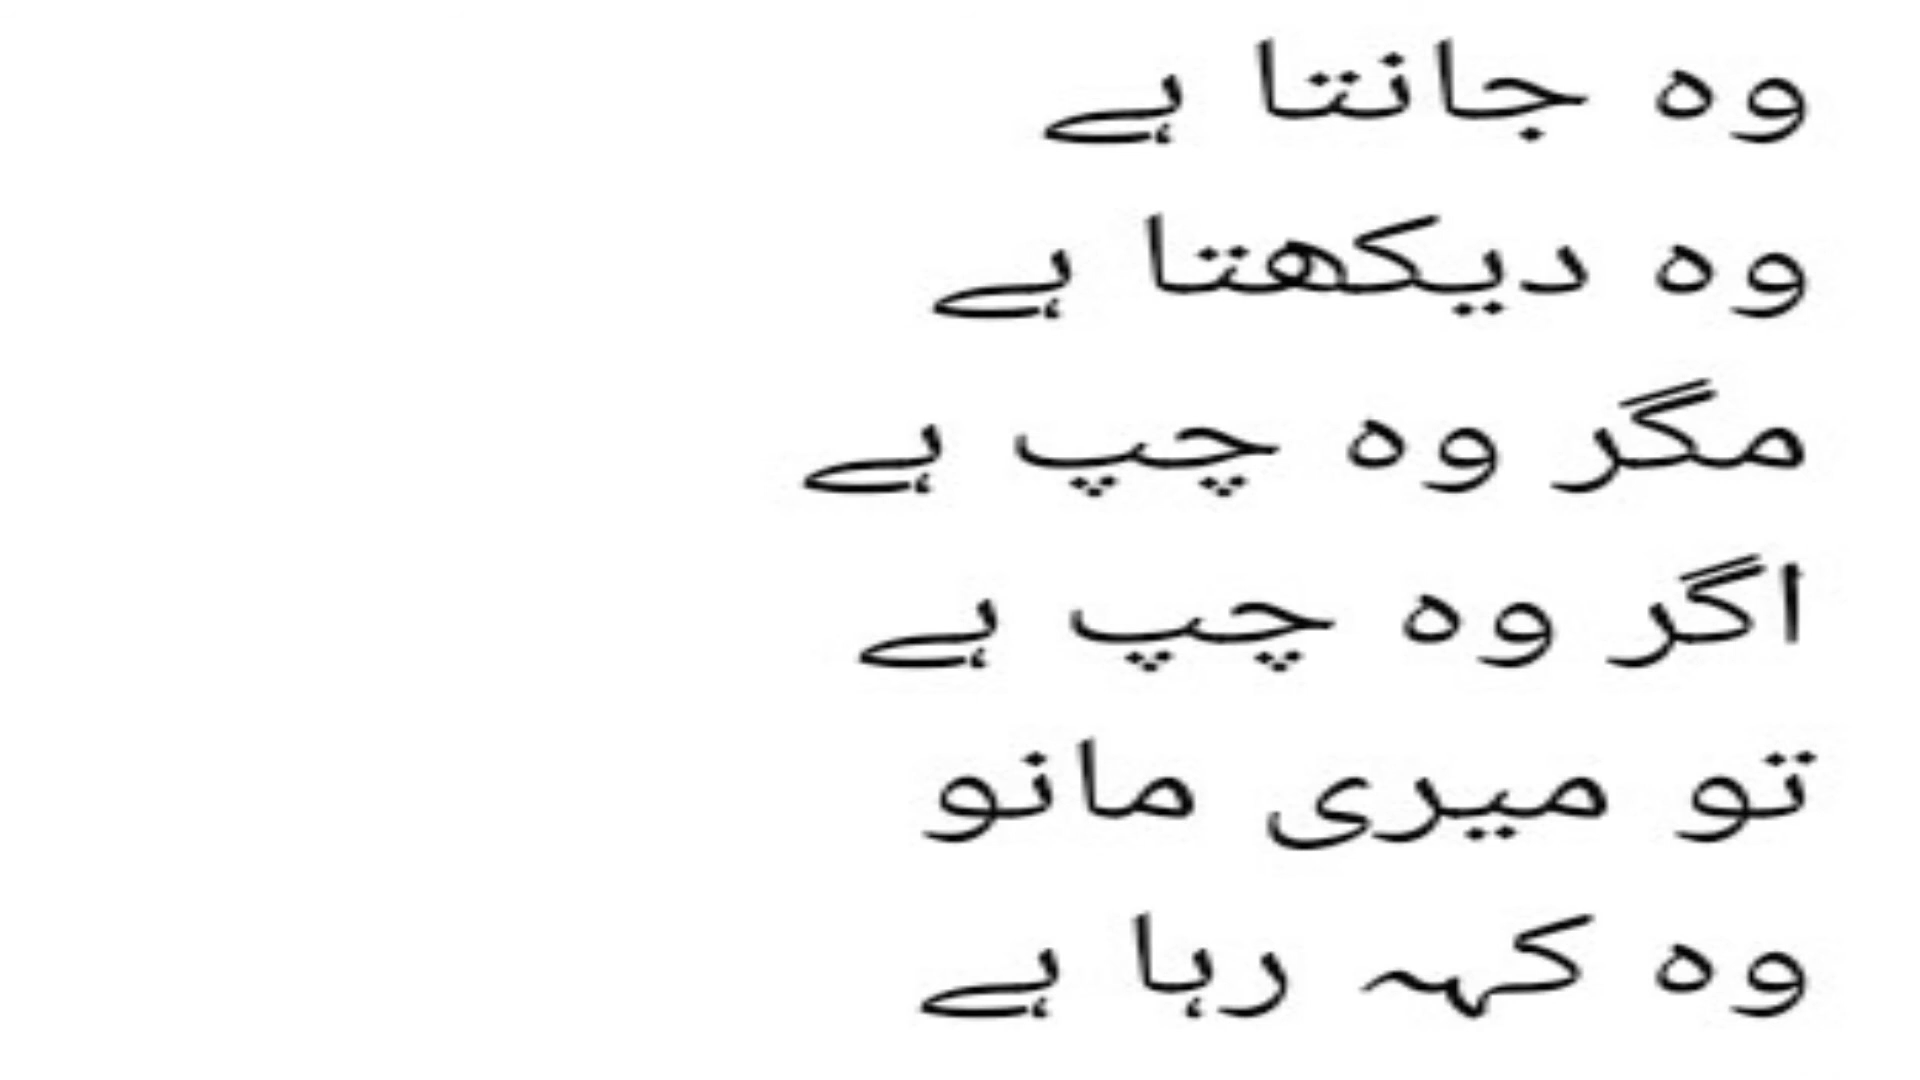 وہ جانتا ہے
وہ دیکھتا ہے
مگر وہ چپ ہے
اگر وہ چپ ہے
تو میری مانو
وہ کہہ رہا ہے